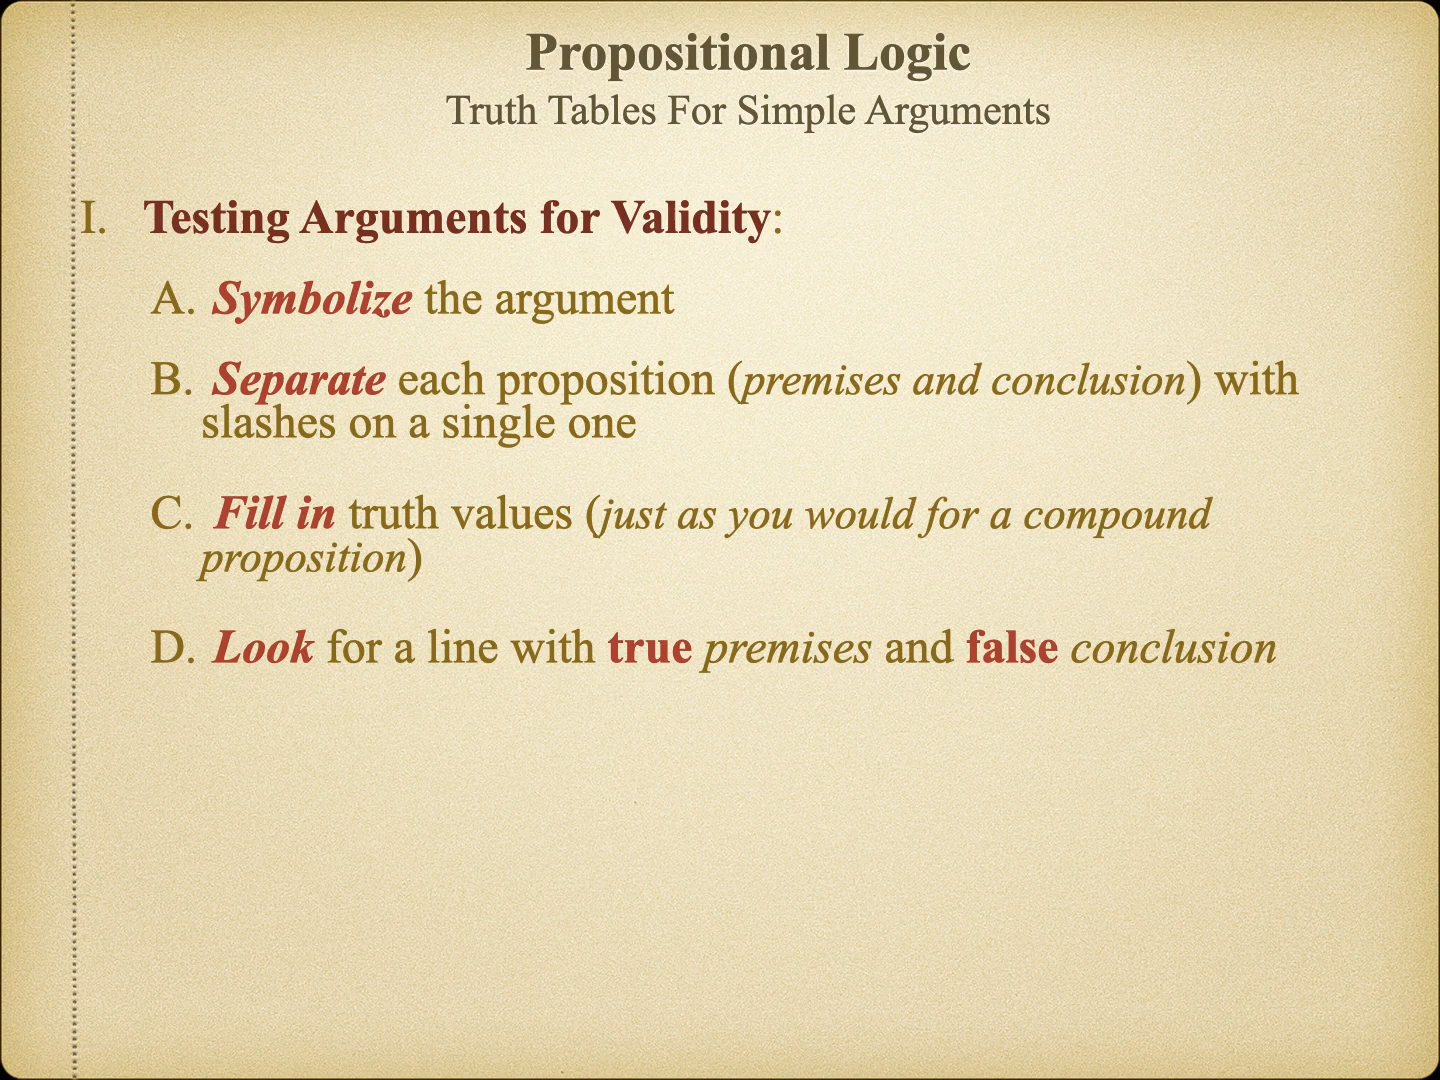 Propositional Logic
Truth Tables For Simple Arguments
I. Testing Arguments for Validity:
A. Symbolize the argument
B. Separate each proposition (premises and conclusion) with
slashes on a single one
C. Fill in truth values (just as you would for a compound
proposition)
D. Look for a line with true premises and false conclusion